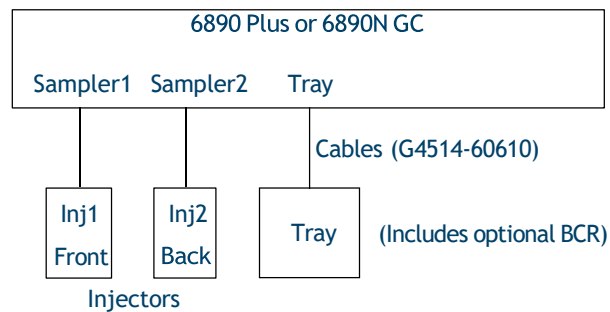 6890 Plus or 6890N GC
Sampler1 Sampler2 Tray
Cables (G4514-60610)
Inj1 Inj2
Tray (Includes optional BCR)
Front Back
Injectors